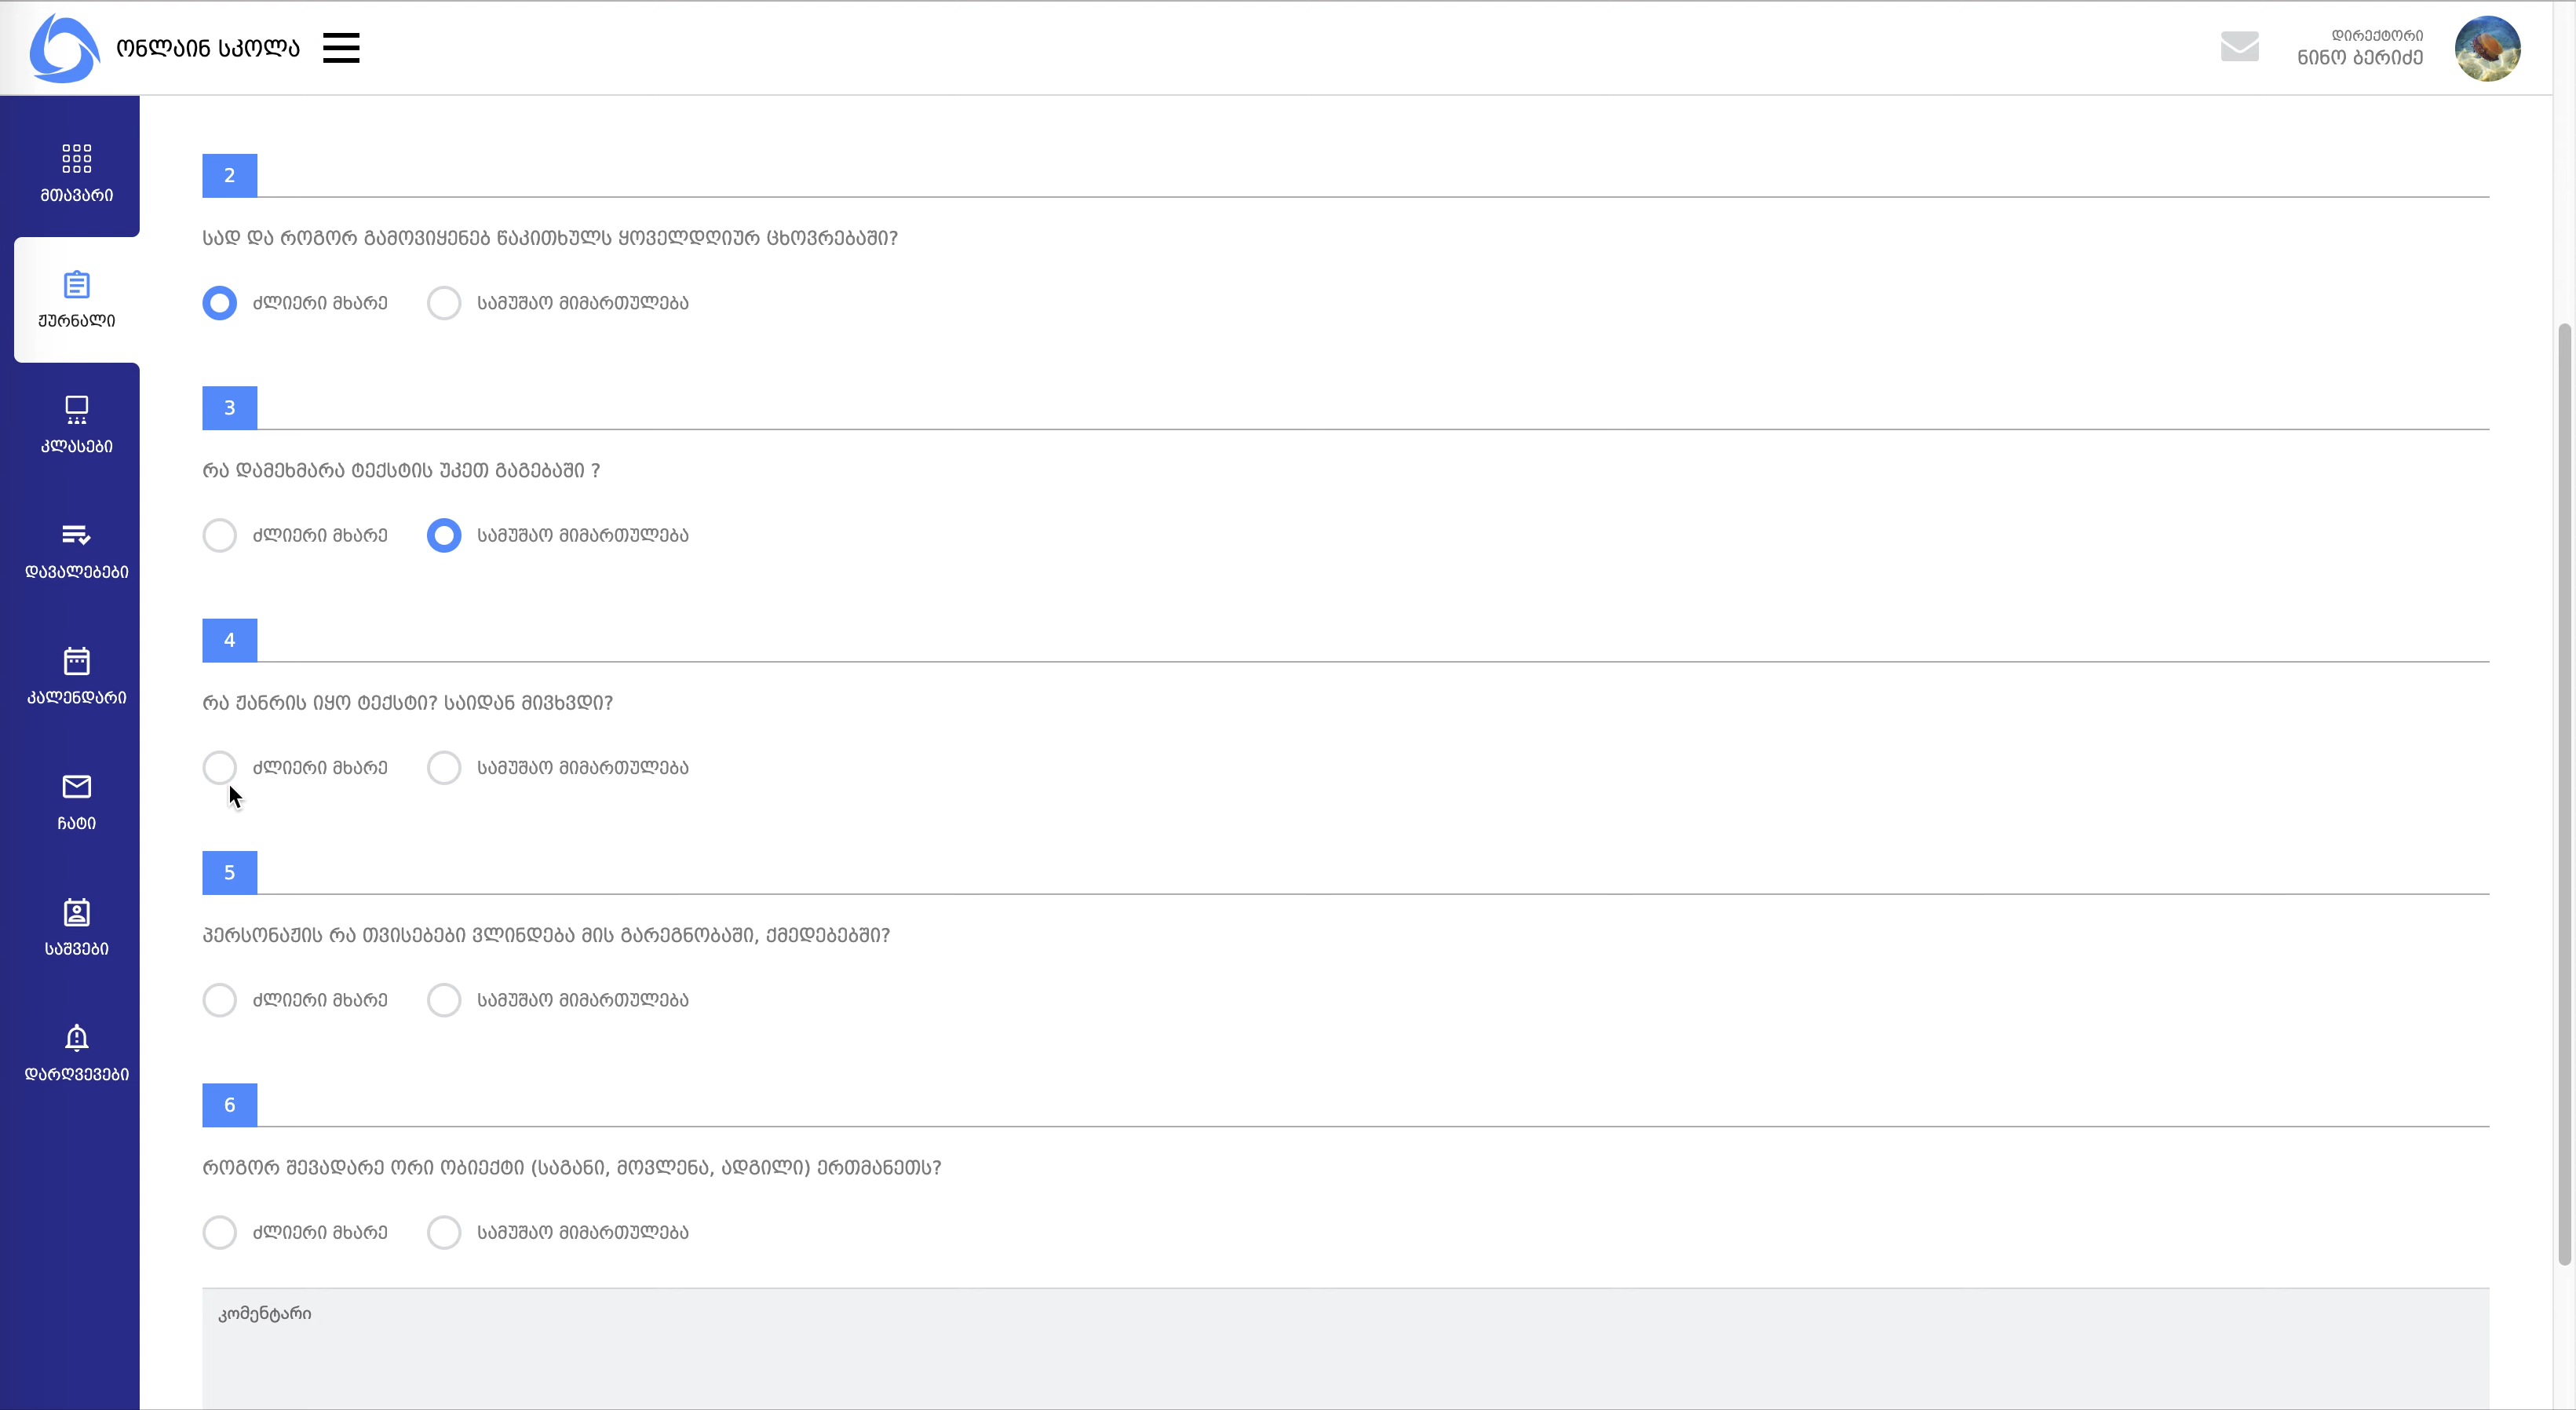 ონლაინ სკოლა
დირექტორი
ნინო ბერიძე
მთავარი
ჟურნალი
კლასები
დავალებები
კალენდარი
ჩატი
საშვები
დარღვევები
2
სად და როგორ გამოვიყენებ წაკითხულს ყოველდღიურ ცხოვრებაში?
ძლიერი მხარე სამუშაო მიმართულება
3
რა დამეხმარა ტექსტის უკეთ გაგებაში ?
ძლიერი მხარე სამუშაო მიმართულება
4
რა ჟანრის იყო ტექსტი? საიდან მივხვდი?
ძლიერი მხარე სამუშაო მიმართულება
5
პერსონაჟის რა თვისებები ვლინდება მის გარეგნობაში, ქმედებებში?
ძლიერი მხარე სამუშაო მიმართულება
6
როგორ შევადარე ორი ობიექტი (საგანი, მოვლენა, ადგილი) ერთმანეთს?
ძლიერი მხარე სამუშაო მიმართულება
კომენტარი